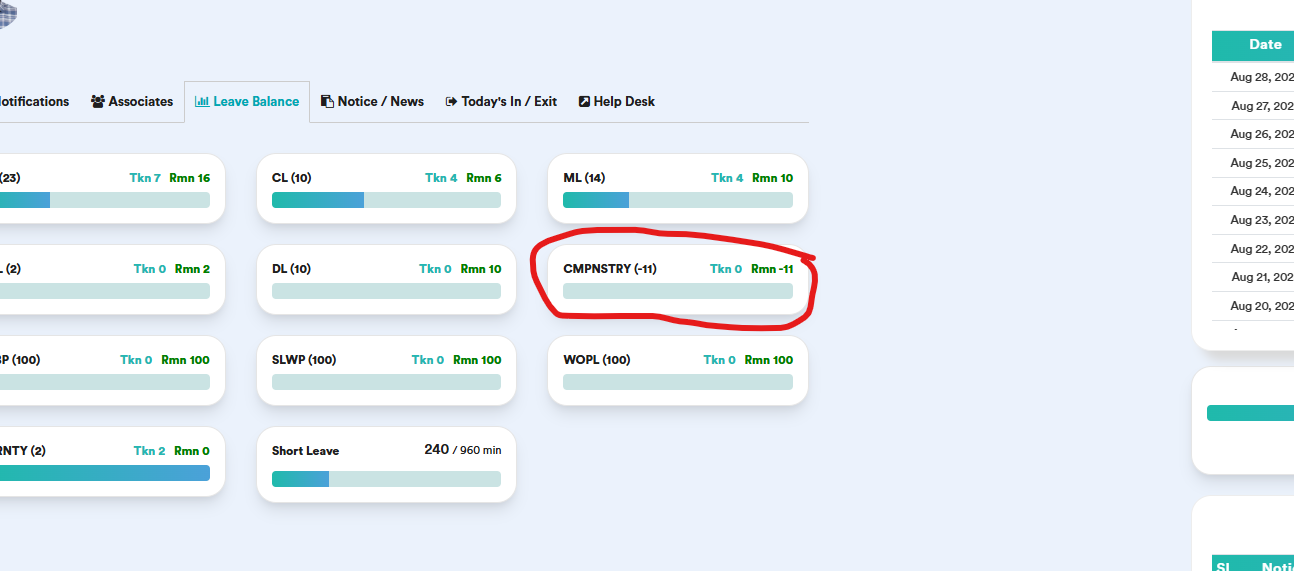 Date
Aug 28, 202
Aug 27, 202
Aug 26, 202
Aug 25, 202
Aug 24, 202
Aug 23, 202
Aug 22, 202
Aug 21, 202
Aug 20, 202
otifications Associates Leave Balance Notice / News Today's In / Exit Help Desk
(23) Tkn 7 Rmn 16
CL (10) Tkn 4 Rmn 6
ML (14) Tkn 4 Rmn 10
(2) Tkn 0 Rmn 2
DL (10) Tkn 0 Rmn 10
CMPNSTRY (-11) Tkn 0 Rmn -11
P (100) Tkn 0 Rmn 100
SLWP (100) Tkn 0 Rmn 100
WOPL (100) Tkn 0 Rmn 100
RNTY (2) Tkn 2 Rmn 0
Short Leave 240 / 960 min
SL Noti